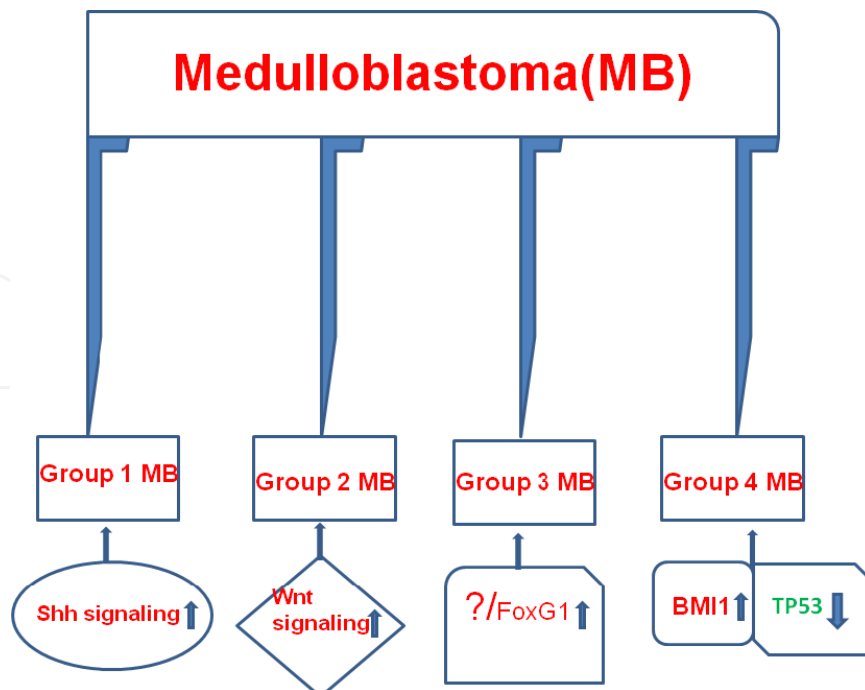 Medulloblastoma(MB)
Group 1 MB
Group 2 MB
Group 3 MB
Group 4 MB
Shh signaling
Wnt
signaling
?/FoxG1
BMI1
TP53